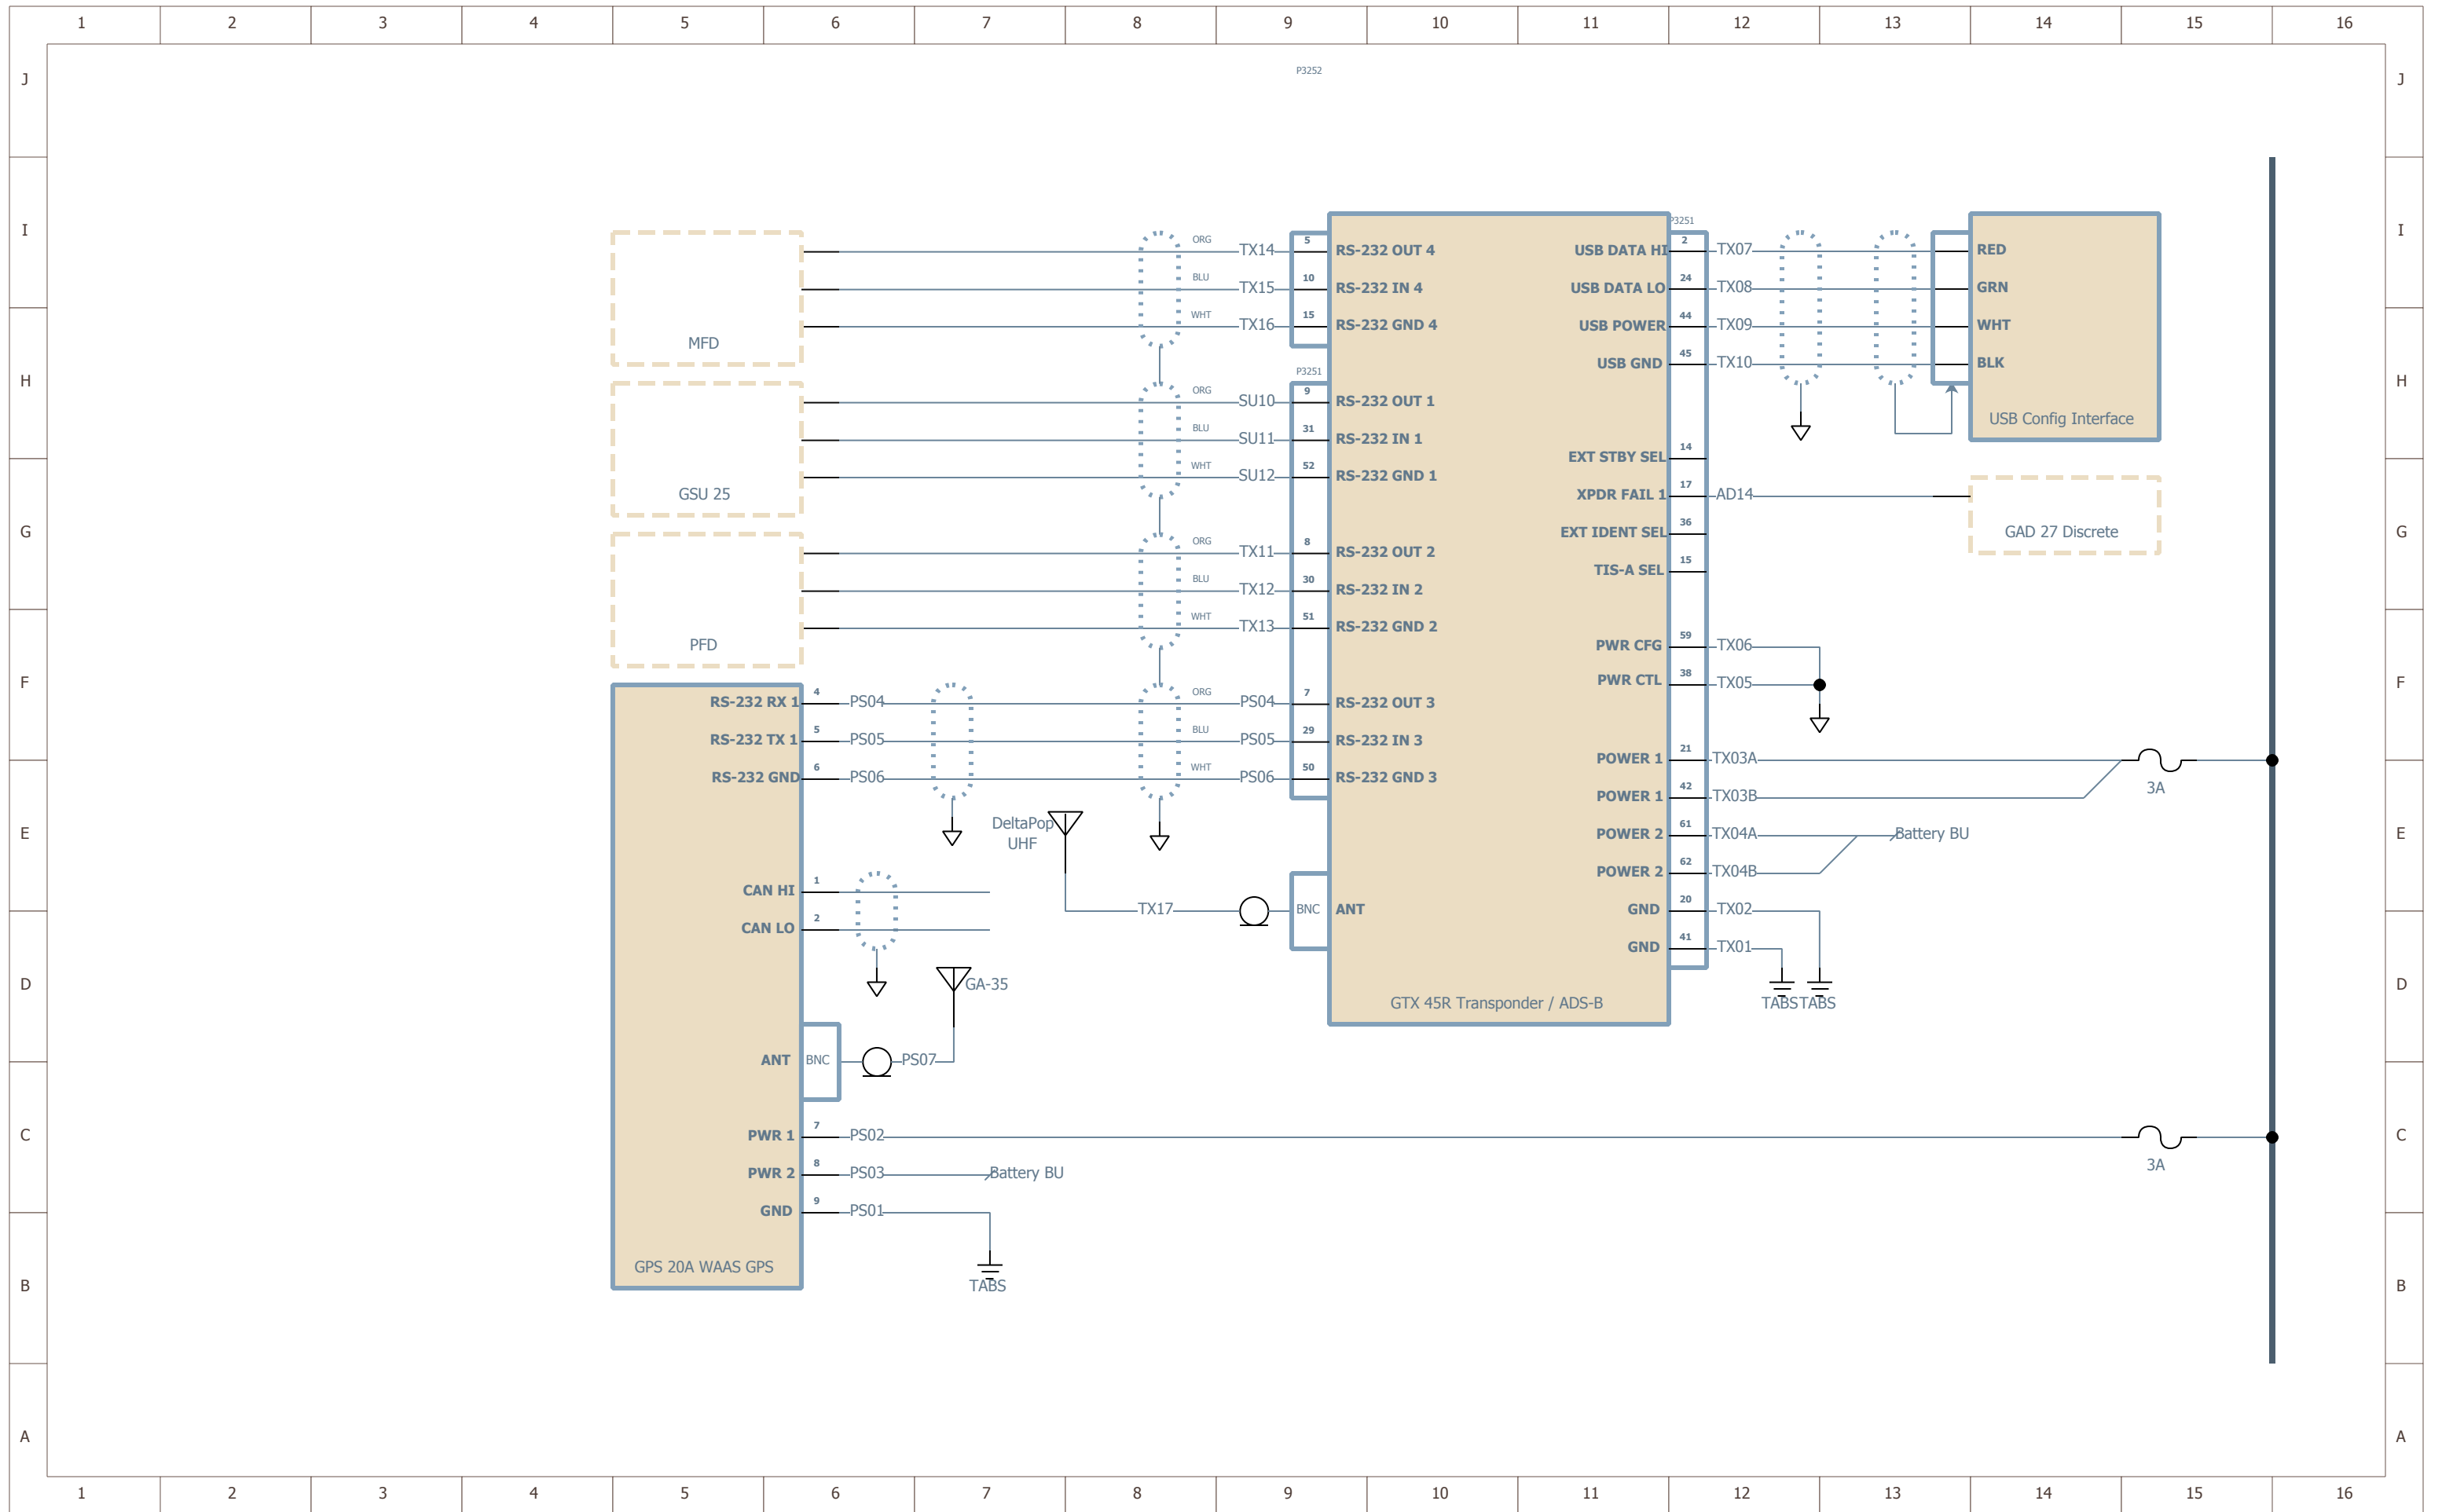 1 2 3 4 5 6 7 8 9 10 11 12 13 14 15 16
J P3252 J
I I
P3251
ORG TX14 5 RS-232 OUT 4 USB DATA HI 2 TX07 RED
BLU TX15 10 RS-232 IN 4 USB DATA LO 24 TX08 GRN
WHT TX16 15 RS-232 GND 4 USB POWER 44 TX09 WHT
MFD
USB GND 45 TX10 BLK
P3251
H H
ORG SU10 9 RS-232 OUT 1
USB Config Interface
BLU SU11 31 RS-232 IN 1
EXT STBY SEL 14
WHT SU12 52 RS-232 GND 1
GSU 25
XPDR FAIL 1 17 AD14
G G
EXT IDENT SEL 36
GAD 27 Discrete
ORG TX11 8 RS-232 OUT 2
TIS-A SEL 15
BLU TX12 30 RS-232 IN 2
WHT TX13 51 RS-232 GND 2
PFD
PWR CFG 59 TX06
F F
PWR CTL 38 TX05
RS-232 RX 1 4 PS04 ORG PS04 7 RS-232 OUT 3
RS-232 TX 1 5 PS05 BLU PS05 29 RS-232 IN 3
POWER 1 21 TX03A
RS-232 GND 6 PS06 WHT PS06 50 RS-232 GND 3
3A
POWER 1 42 TX03B
E E
DeltaPop
UHF
POWER 2 61 TX04A Battery BU
POWER 2 62 TX04B
CAN HI 1
TX17 BNC ANT GND 20 TX02
CAN LO 2
GND 41 TX01
D D
GA-35
GTX 45R Transponder / ADS-B
TABS TABS
ANT BNC PS07
C C
PWR 1 7 PS02
3A
PWR 2 8 PS03 Battery BU
GND 9 PS01
GPS 20A WAAS GPS
B B
TABS
A A
1 2 3 4 5 6 7 8 9 10 11 12 13 14 15 16